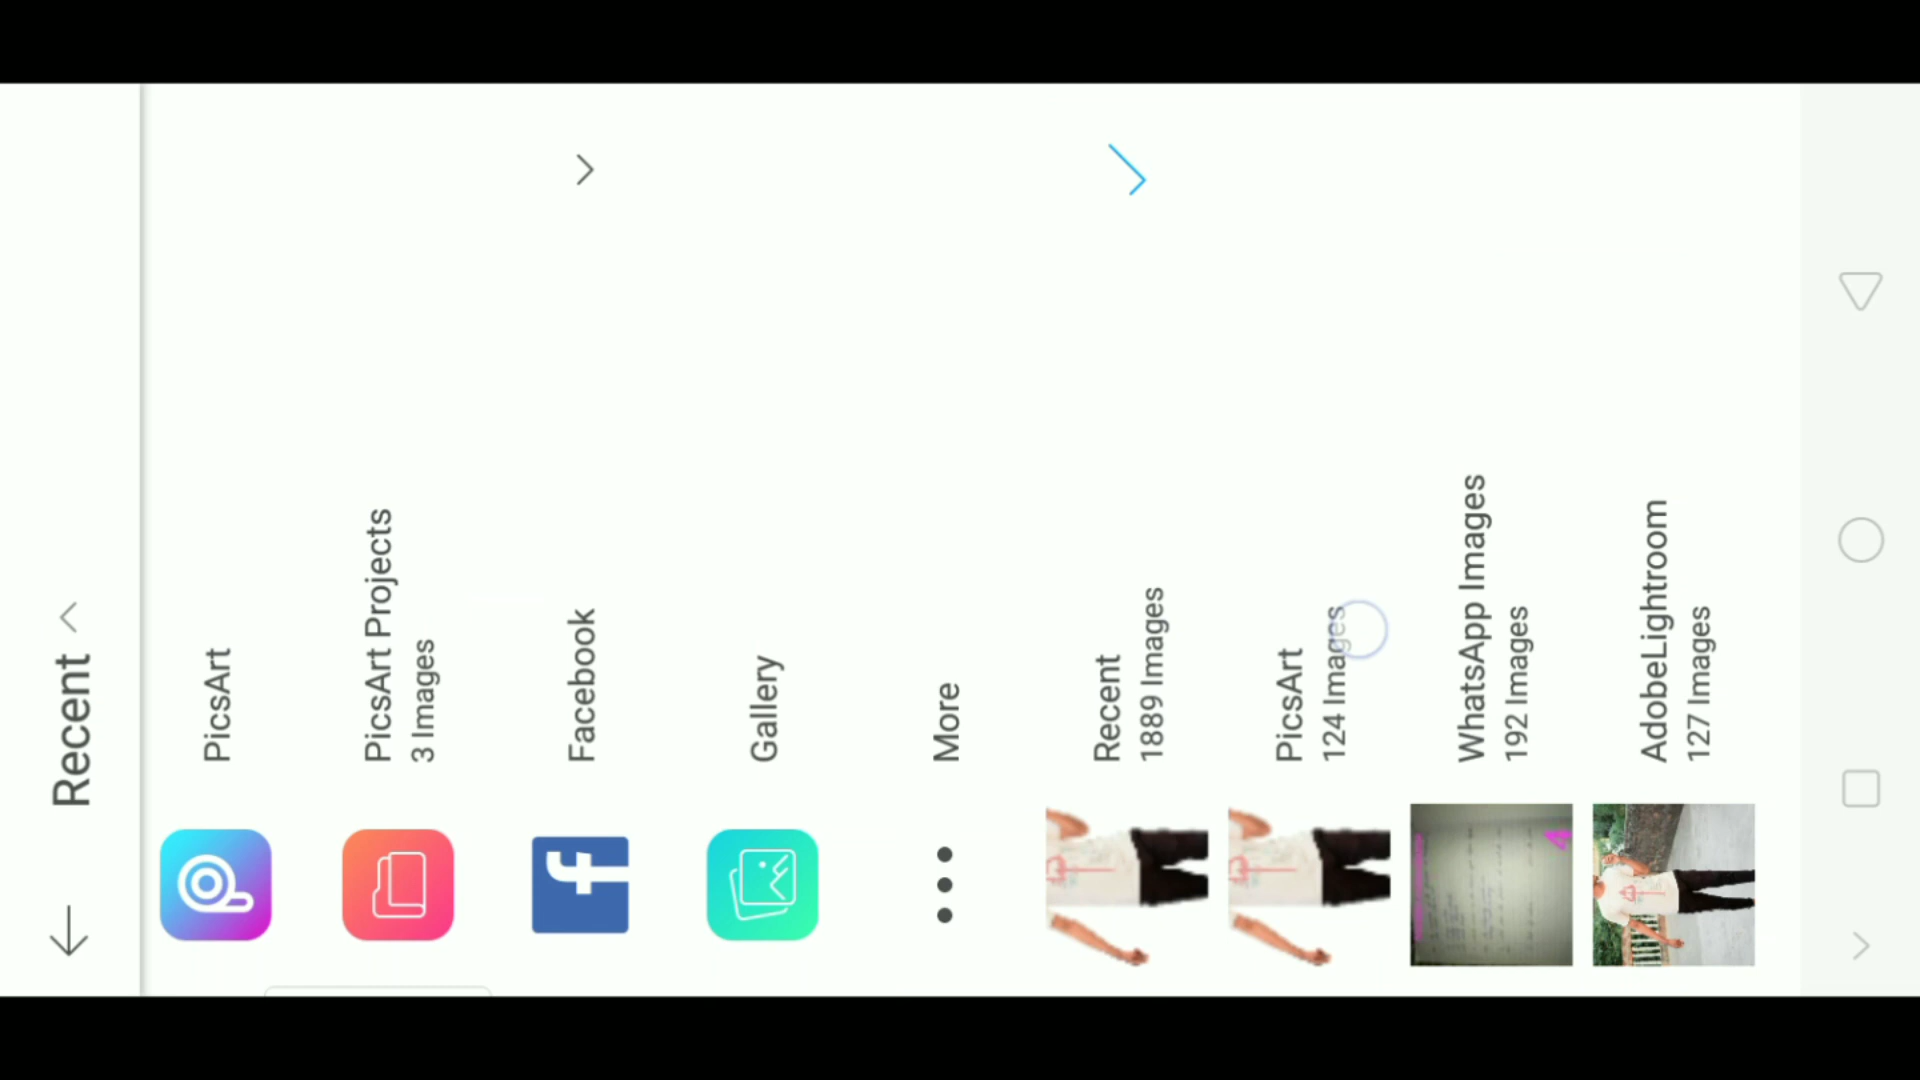 Recent
PicsArt
PicsArt Projects
3 Images
Facebook
Gallery
More
Recent
1889 Images
PicsArt
124 Images
WhatsApp Images
192 Images
AdobeLightroom
127 Images